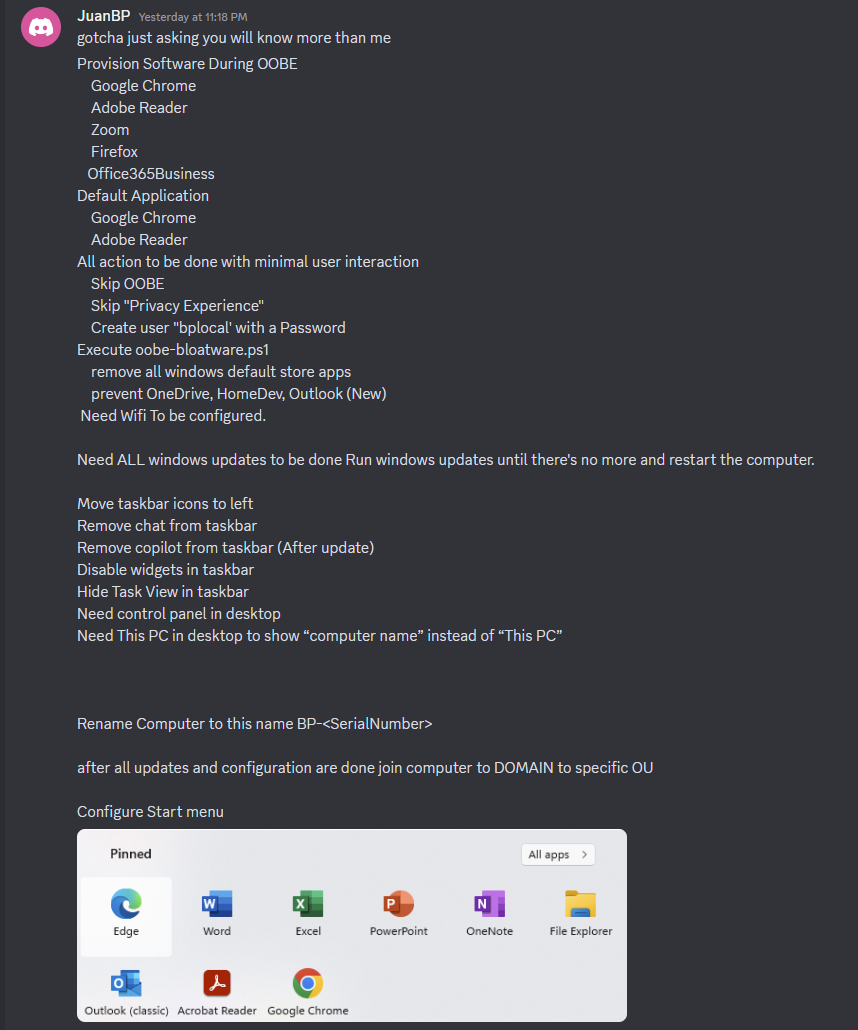 JuanBP Yesterday at 11:18 PM
gotcha just asking you will know more than me
Provision Software During OOBE
Google Chrome
Adobe Reader
Zoom
Firefox
Office365Business
Default Application
Google Chrome
Adobe Reader
All action to be done with minimal user interaction
Skip OOBE
Skip "Privacy Experience"
Create user "bplocal' with a Password
Execute oobe-bloatware.ps1
remove all windows default store apps
prevent OneDrive, HomeDev, Outlook (New)
Need Wifi To be configured.
Need ALL windows updates to be done Run windows updates until there's no more and restart the computer.
Move taskbar icons to left
Remove chat from taskbar
Remove copilot from taskbar (After update)
Disable widgets in taskbar
Hide Task View in taskbar
Need control panel in desktop
Need This PC in desktop to show “computer name” instead of “This PC”
Rename Computer to this name BP-<SerialNumber>
after all updates and configuration are done join computer to DOMAIN to specific OU
Configure Start menu
Pinned All apps >
Edge Word Excel PowerPoint OneNote File Explorer
Outlook (classic) Acrobat Reader Google Chrome